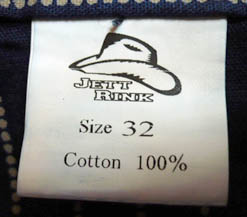 JETT
RINK
Size 32
Cotton 100%